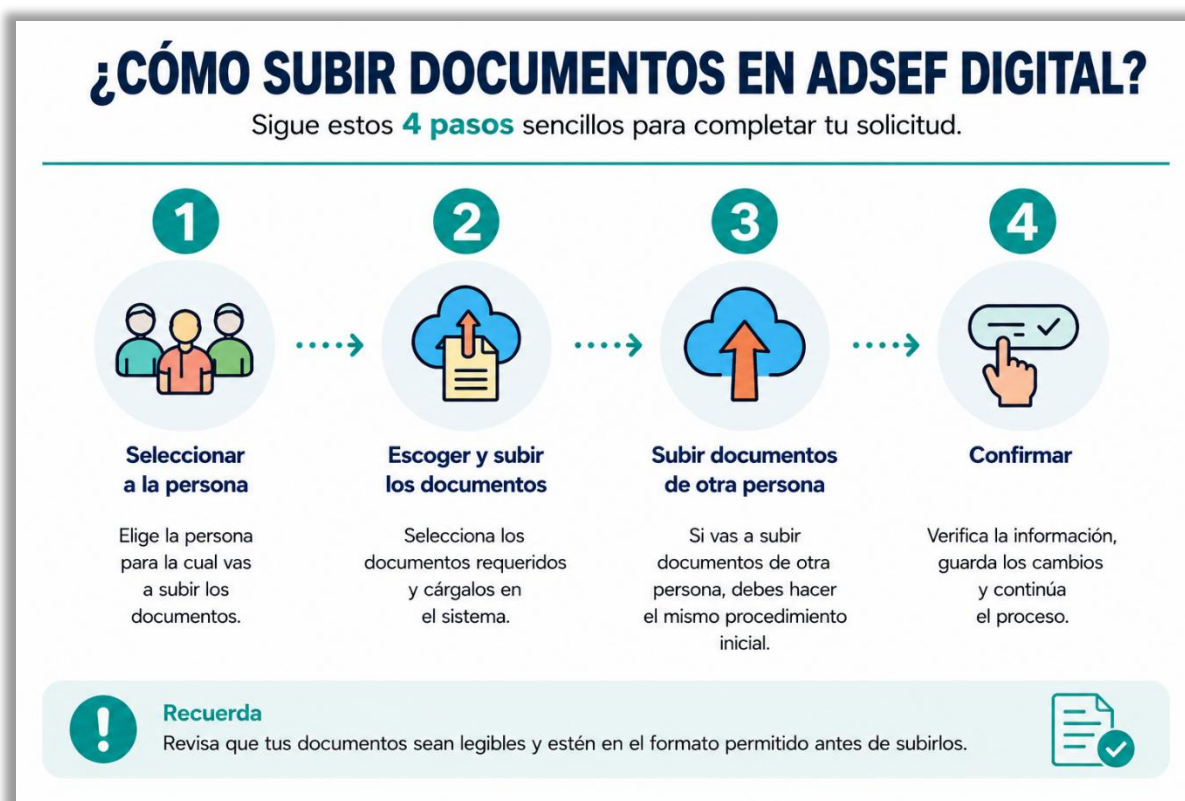 ¿CÓMO SUBIR DOCUMENTOS EN ADSEF DIGITAL?
Sigue estos 4 pasos sencillos para completar tu solicitud.
1
Seleccionar
a la persona
Elige la persona
para la cual vas
a subir los
documentos.
2
Escoger y subir
los documentos
Selecciona los
documentos requeridos
y cárgalos en
el sistema.
3
Subir documentos
de otra persona
Si vas a subir
documentos de otra
persona, debes hacer
el mismo procedimiento
inicial.
4
Confirmar
Verifica la información,
guarda los cambios
y continúa
el proceso.
Recuerda
Revisa que tus documentos sean legibles y estén en el formato permitido antes de subirlos.